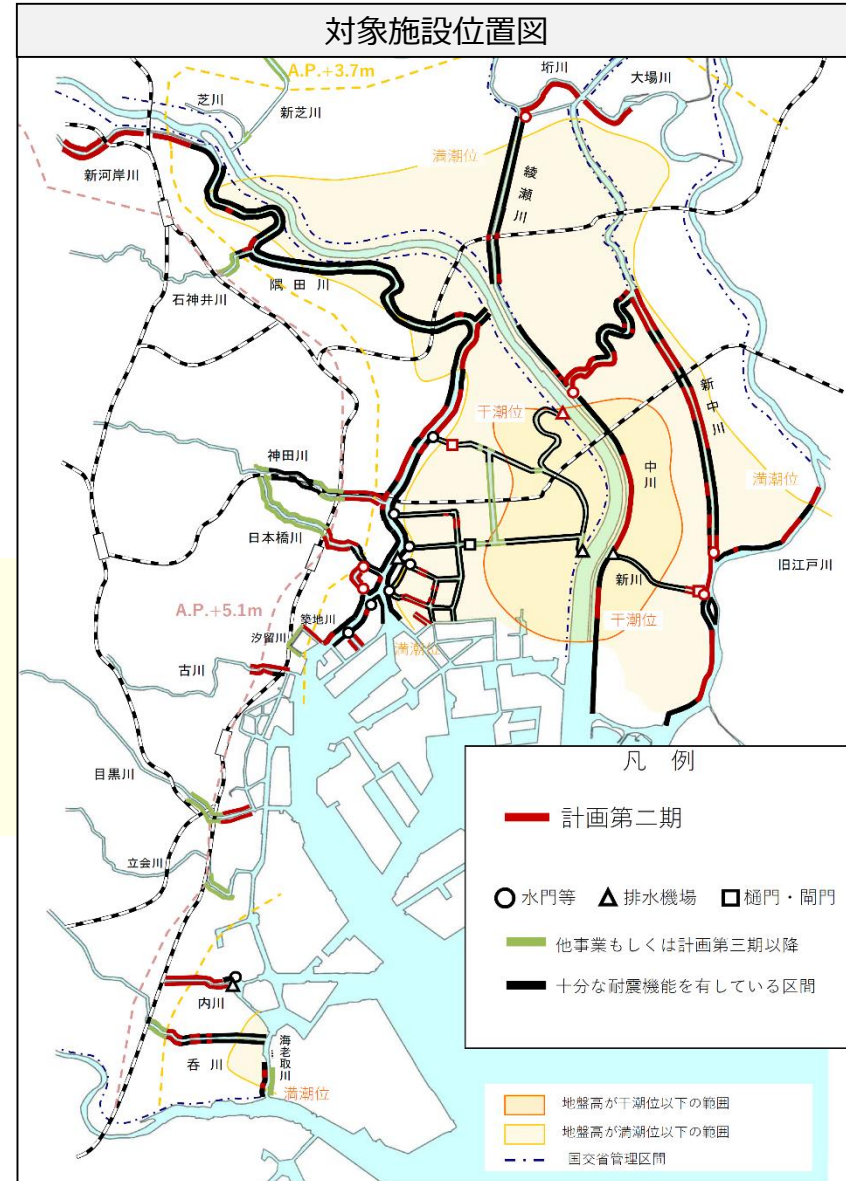 対象施設位置図
A.P.+3.7m
芝川
新芝川
垳川
大場川
満潮位
綾瀬川
新河岸川
石神井川
隅田川
干潮位
新中川
神田川
中川
満潮位
日本橋川
旧江戸川
新川
A.P.+5.1m
築地川
干潮位
汐留川
満潮位
古川
目黒川
立会川
内川
呑川
海老取川
満潮位
凡 例
計画第二期
水門等 排水機場 樋門・閘門
他事業もしくは計画第三期以降
十分な耐震機能を有している区間
地盤高が干潮位以下の範囲
地盤高が満潮位以下の範囲
国交省管理区間